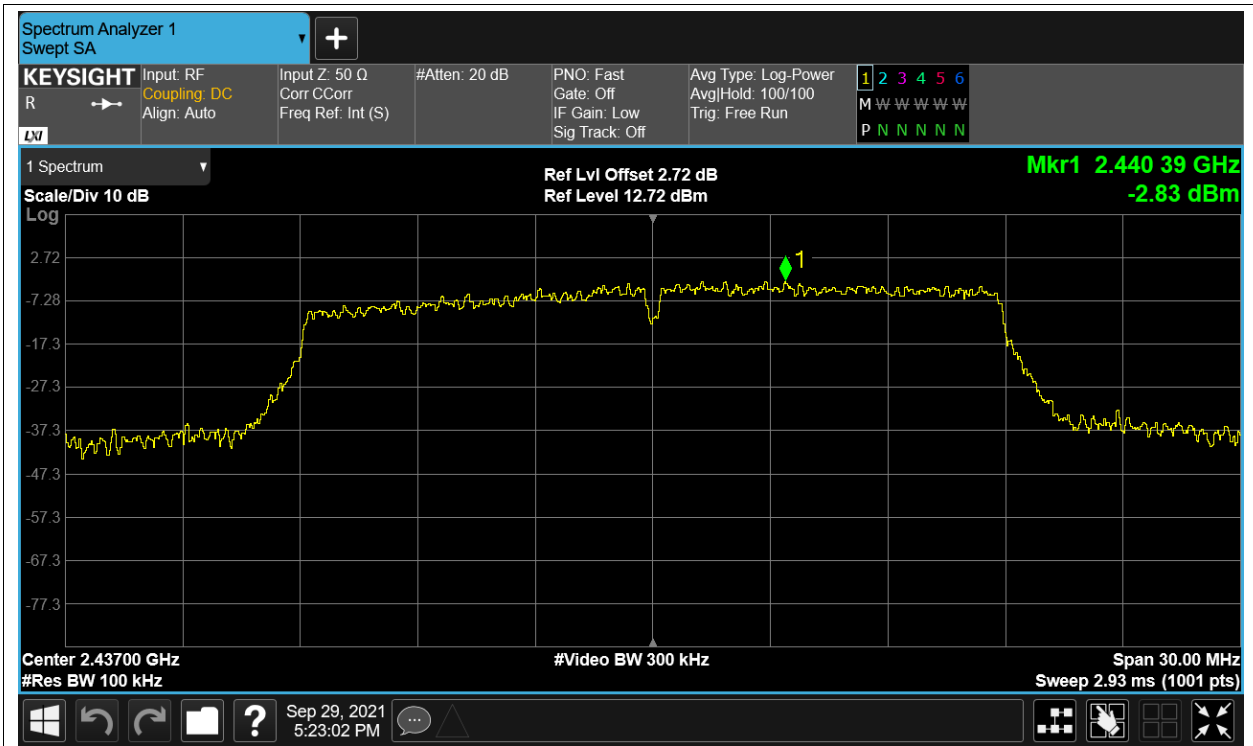 Spectrum Analyzer 1
Swept SA
KEYSIGHT
R
LXI
Input: RF
Coupling: DC
Align: Auto
Input Z: 50 Ω
Corr CCorr
Freq Ref: Int (S)
#Atten: 20 dB
PNO: Fast
Gate: Off
IF Gain: Low
Sig Track: Off
Avg Type: Log-Power
Avg|Hold: 100/100
Trig: Free Run
1 2 3 4 5 6
M W W W W W
P N N N N N
1 Spectrum
Scale/Div 10 dB
Ref Lvl Offset 2.72 dB
Ref Level 12.72 dBm
Mkr1 2.440 39 GHz
-2.83 dBm
Log
2.72
-7.28
-17.3
-27.3
-37.3
-47.3
-57.3
-67.3
-77.3
1
Center 2.43700 GHz
#Res BW 100 kHz
#Video BW 300 kHz
Span 30.00 MHz
Sweep 2.93 ms (1001 pts)
?
Sep 29, 2021
5:23:02 PM